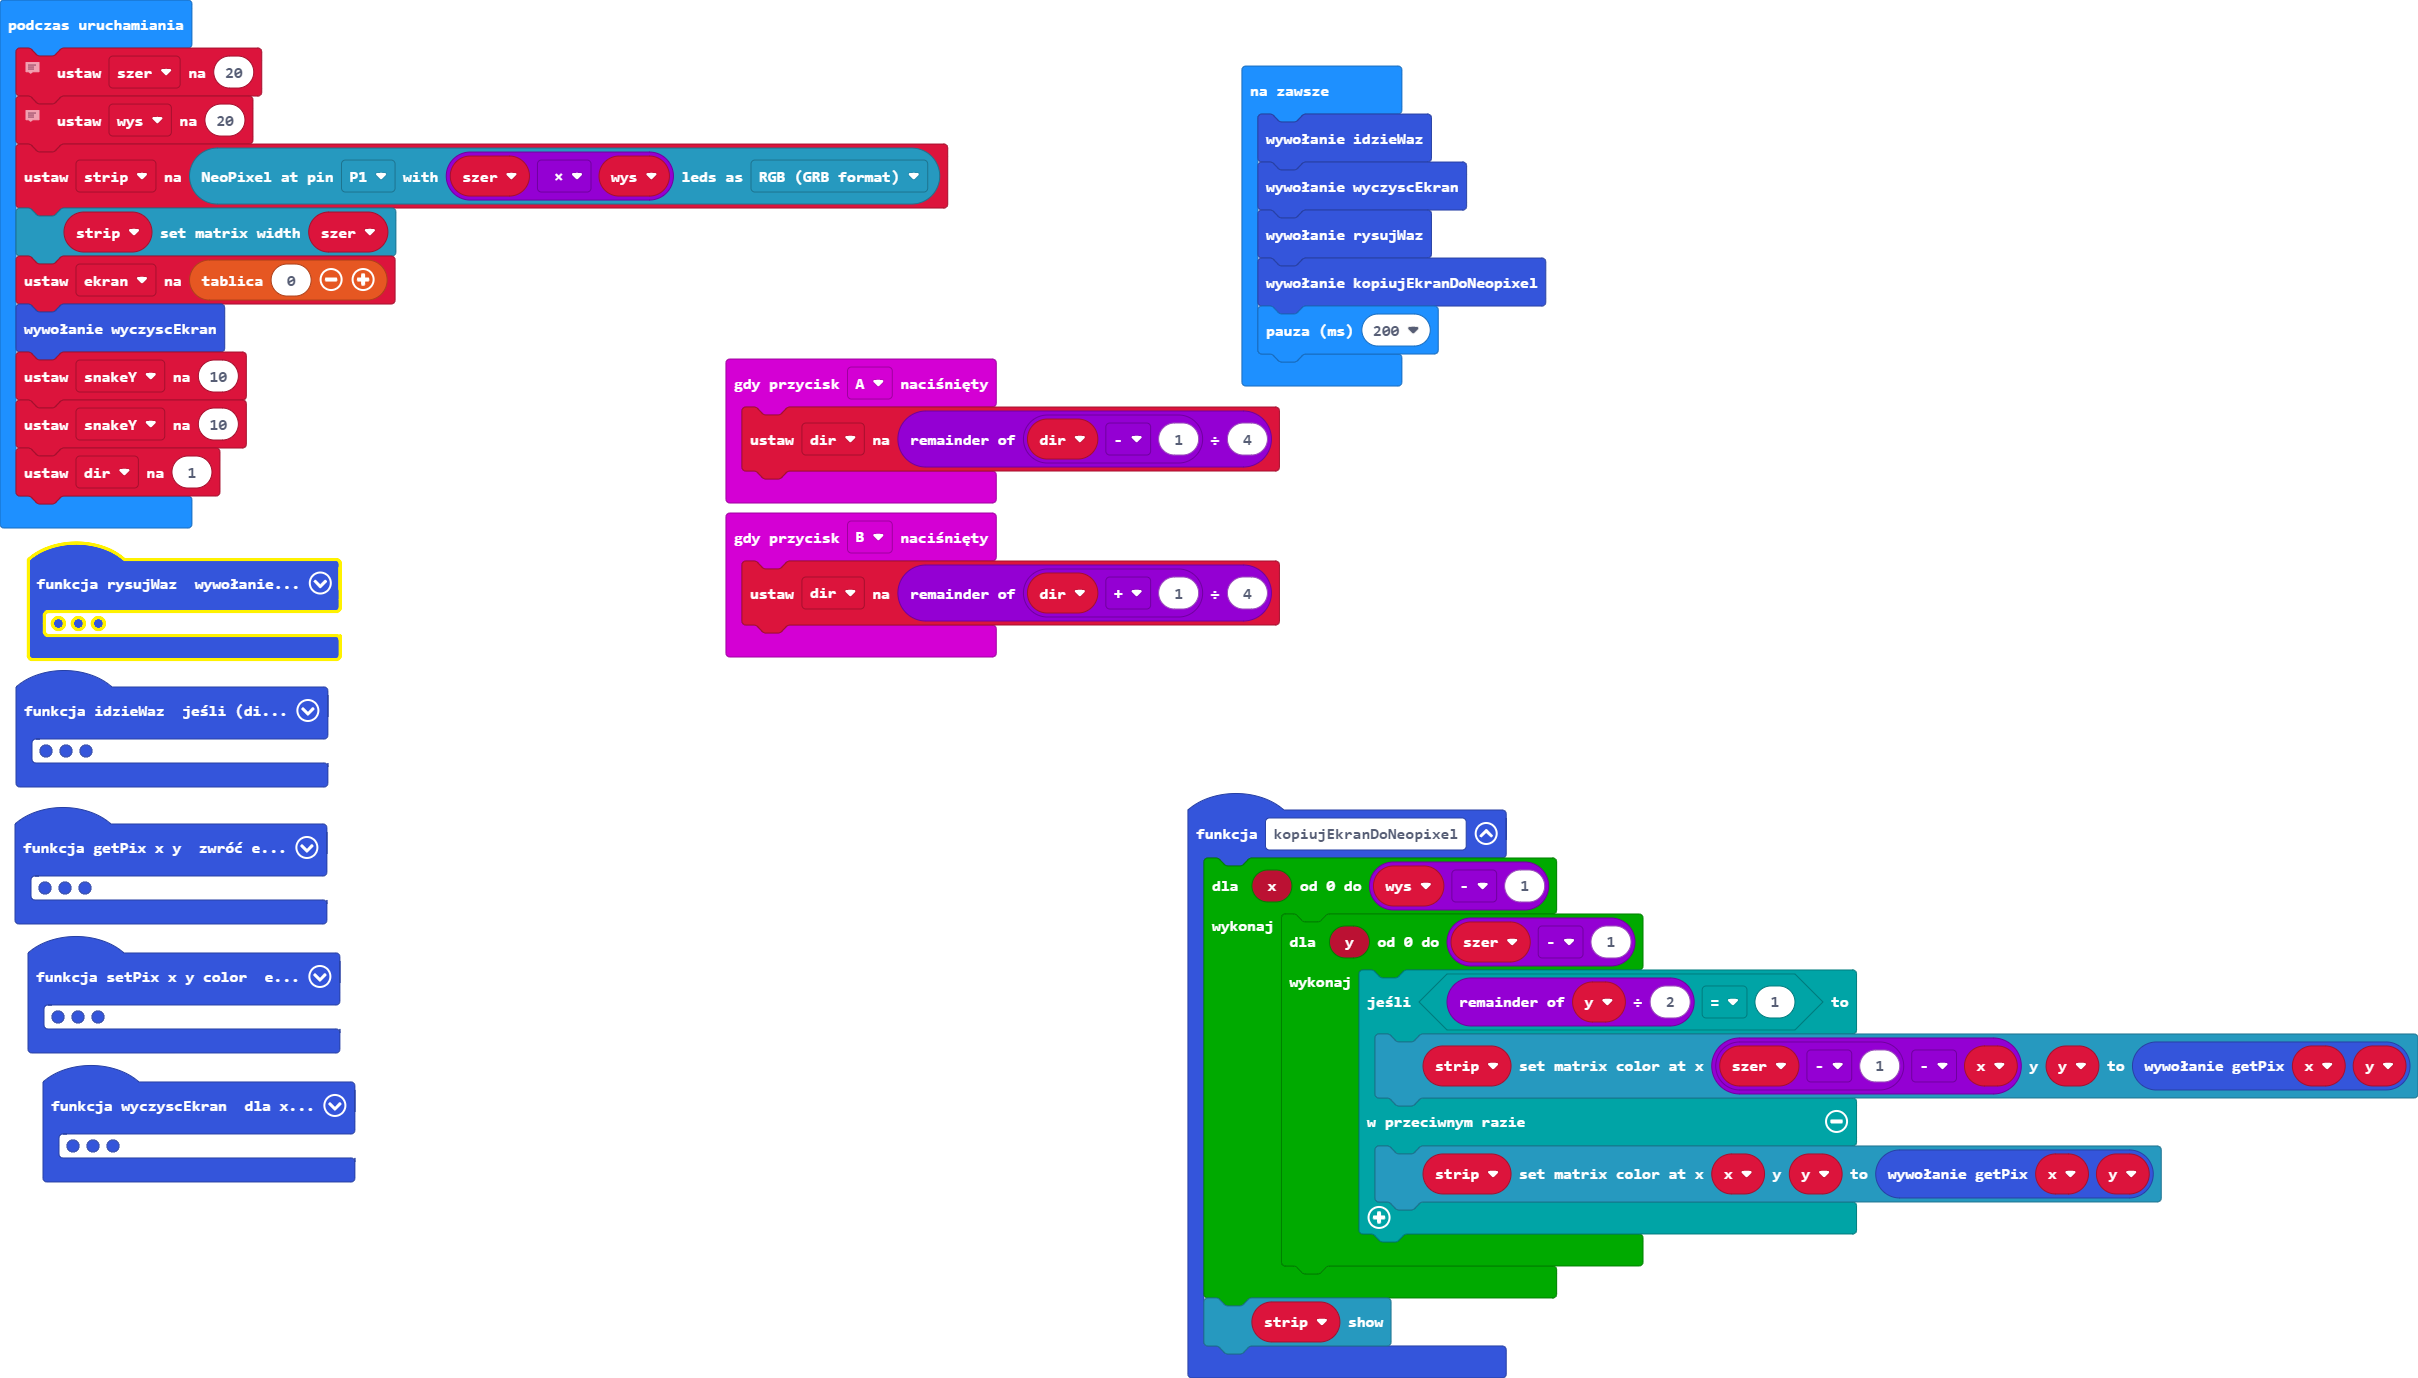 podczas uruchamiania
ustaw szer na 20
ustaw wys na 20
ustaw strip na NeoPixel at pin P1 with szer × wys leds as RGB (GRB format)
strip set matrix width szer
ustaw ekran na tablica 0
wywołanie wyczyscEkran
ustaw snakeY na 10
ustaw snakeY na 10
ustaw dir na 1
funkcja rysujWaz wywołanie...
funkcja idzieWaz jeśli (di...
funkcja getPix x y zwróć e...
funkcja setPix x y color e...
funkcja wyczyscEkran dla x...
gdy przycisk A naciśnięty
ustaw dir na remainder of dir - 1 ÷ 4
gdy przycisk B naciśnięty
ustaw dir na remainder of dir + 1 ÷ 4
na zawsze
wywołanie idzieWaz
wywołanie wyczyscEkran
wywołanie rysujWaz
wywołanie kopiujEkranDoNeopixel
pauza (ms) 200
funkcja kopiujEkranDoNeopixel
dla x od 0 do wys - 1
wykonaj
dla y od 0 do szer - 1
wykonaj
jeśli remainder of y ÷ 2 = 1 to
strip set matrix color at x szer - 1 - x y y to wywołanie getPix x y
w przeciwnym razie
strip set matrix color at x x y y to wywołanie getPix x y
strip show